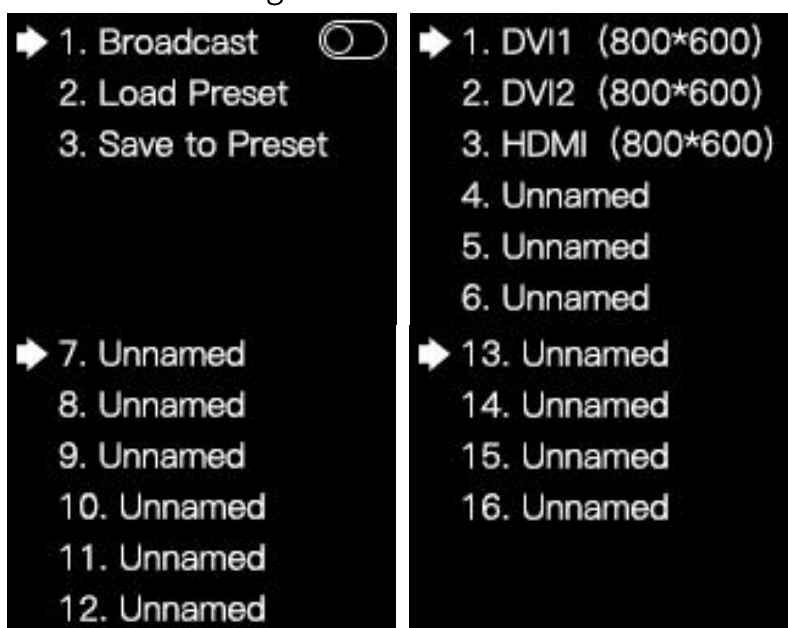 1. Broadcast
2. Load Preset
3. Save to Preset
1. DVI1 (800*600)
2. DVI2 (800*600)
3. HDMI (800*600)
4. Unnamed
5. Unnamed
6. Unnamed
7. Unnamed
8. Unnamed
9. Unnamed
10. Unnamed
11. Unnamed
12. Unnamed
13. Unnamed
14. Unnamed
15. Unnamed
16. Unnamed